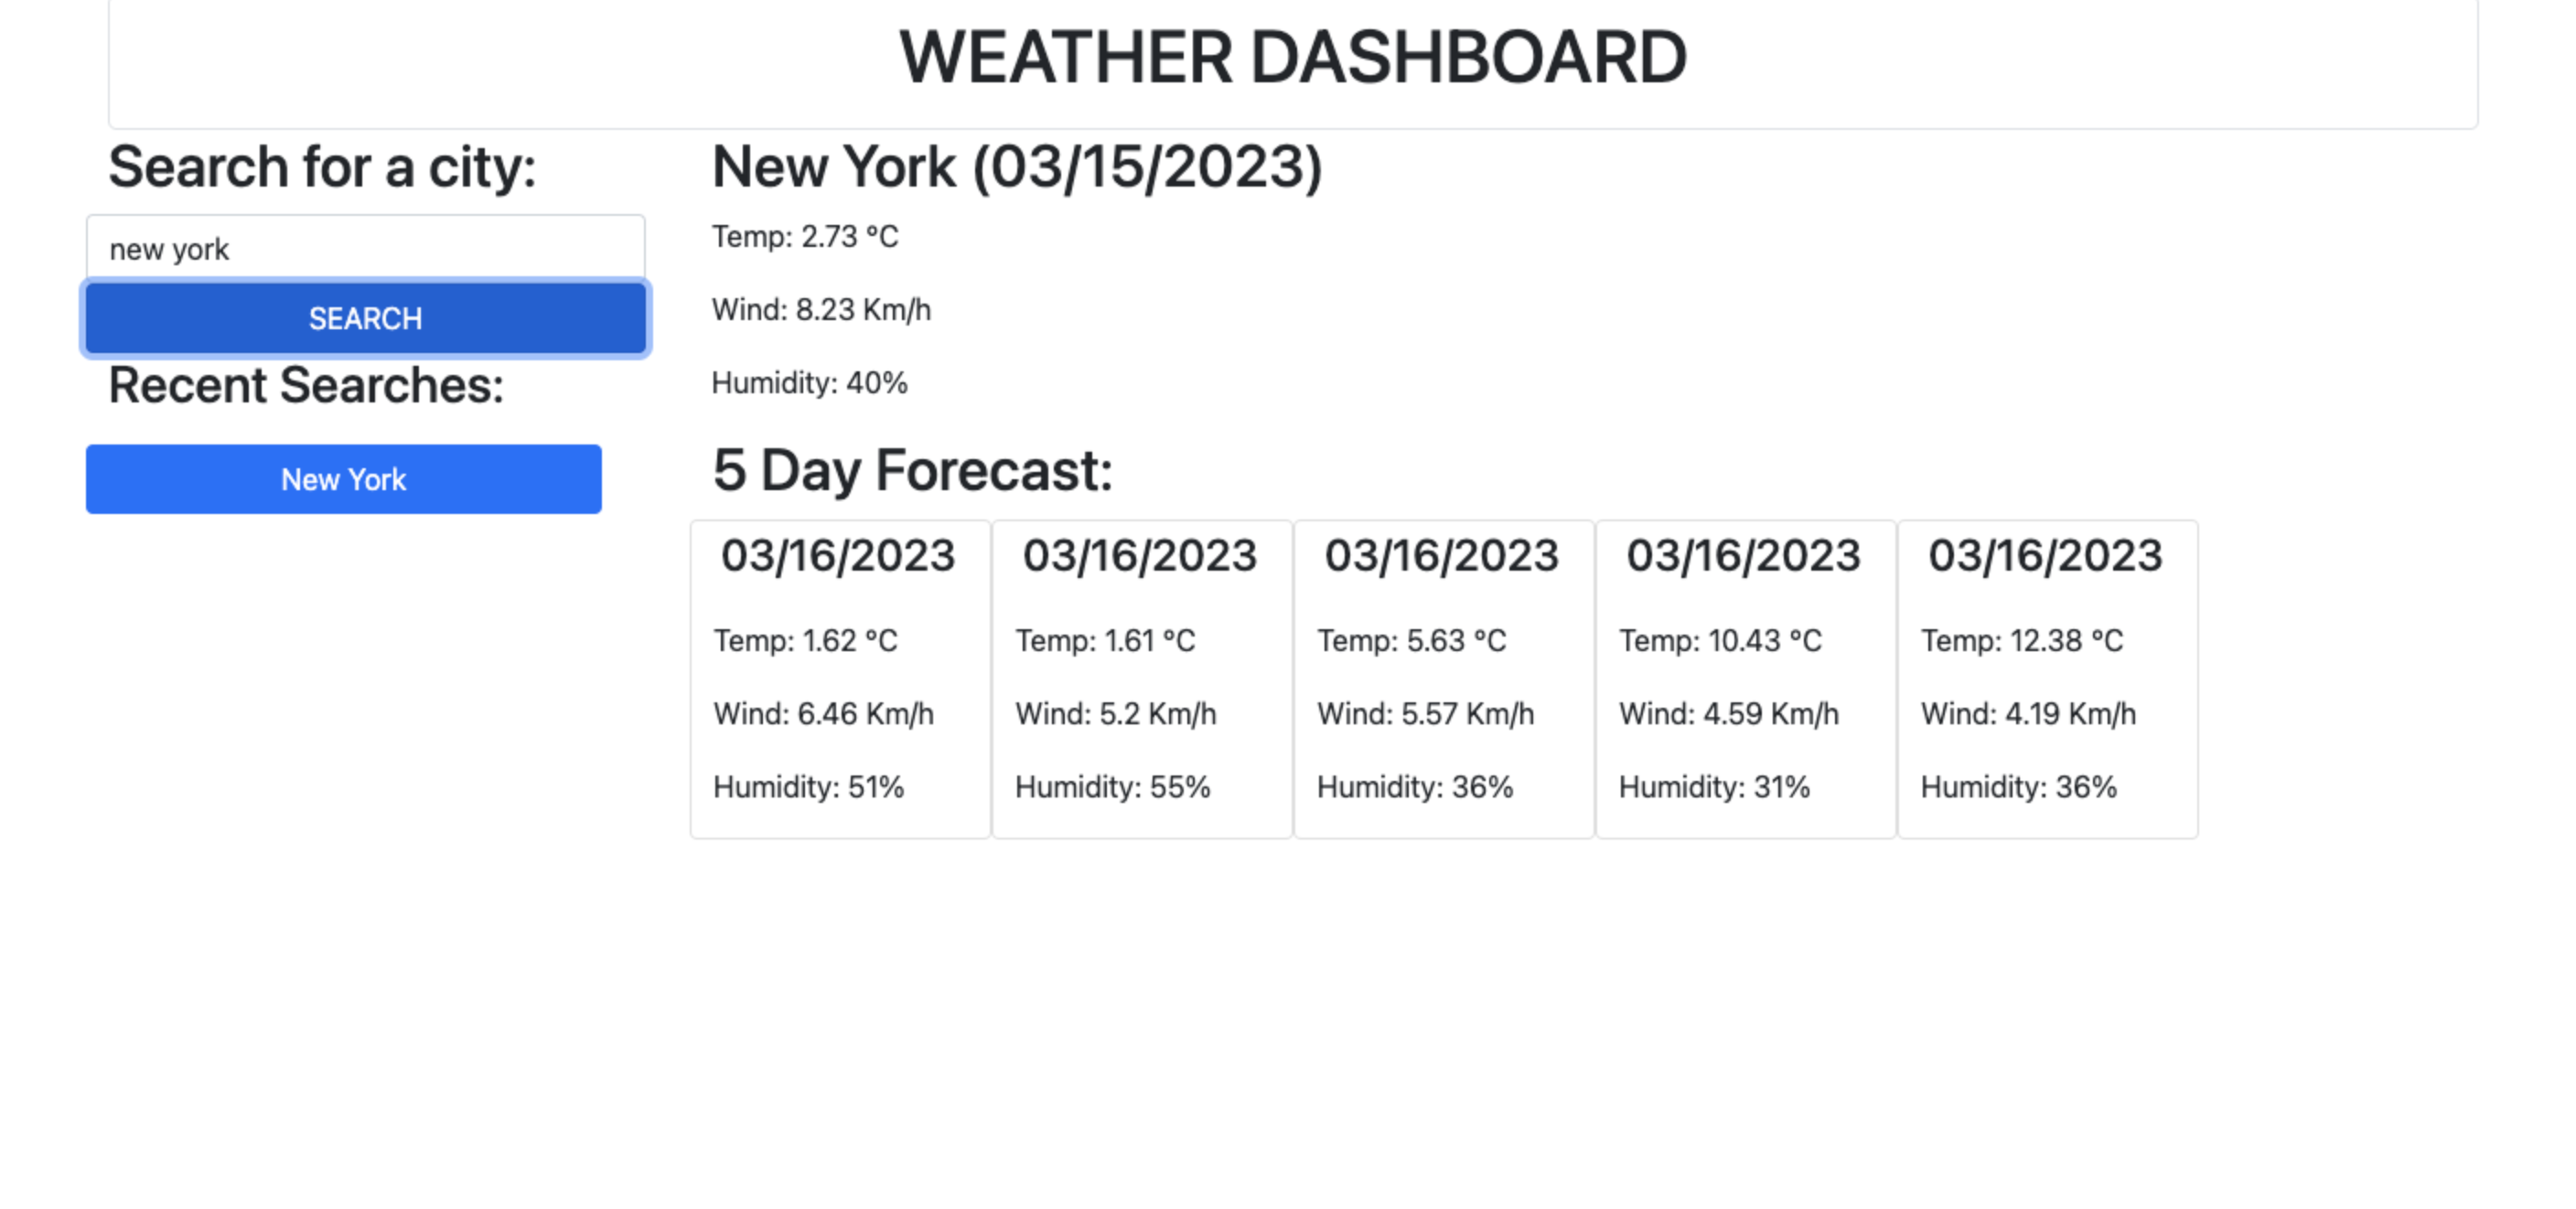 WEATHER DASHBOARD
Search for a city:
new york
SEARCH
Recent Searches:
New York
New York (03/15/2023)
Temp: 2.73 °C
Wind: 8.23 Km/h
Humidity: 40%
5 Day Forecast:
03/16/2023
Temp: 1.62 °C
Wind: 6.46 Km/h
Humidity: 51%
03/16/2023
Temp: 1.61 °C
Wind: 5.2 Km/h
Humidity: 55%
03/16/2023
Temp: 5.63 °C
Wind: 5.57 Km/h
Humidity: 36%
03/16/2023
Temp: 10.43 °C
Wind: 4.59 Km/h
Humidity: 31%
03/16/2023
Temp: 12.38 °C
Wind: 4.19 Km/h
Humidity: 36%